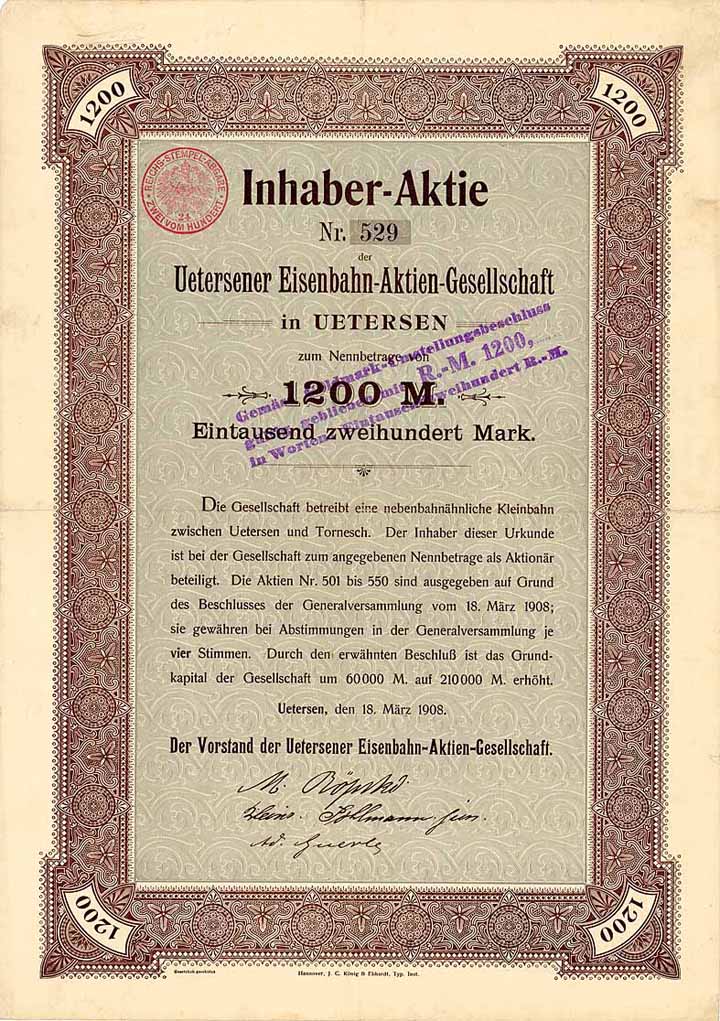 1200
1200
REICHS-STEMPEL-ABGABE
24
ZWEI VOM HUNDERT
Inhaber-Aktie
Nr. 529
der
Uetersener Eisenbahn-Aktien-Gesellschaft
in UETERSEN
zum Nennbetrage von
1200 M.
Eintausend zweihundert Mark.
R.-M. 1200,
in Worten: Eintausendzweihundert R.-M.
Die Gesellschaft betreibt eine nebenbahnähnliche Kleinbahn
zwischen Uetersen und Tornesch. Der Inhaber dieser Urkunde
ist bei der Gesellschaft zum angegebenen Nennbetrage als Aktionär
beteiligt. Die Aktien Nr. 501 bis 550 sind ausgegeben auf Grund
des Beschlusses der Generalversammlung vom 18. März 1908;
sie gewähren bei Abstimmungen in der Generalversammlung je
vier Stimmen. Durch den erwähnten Beschluß ist das Grund-
kapital der Gesellschaft um 60000 M. auf 210000 M. erhöht.
Uetersen, den 18. März 1908.
Der Vorstand der Uetersener Eisenbahn-Aktien-Gesellschaft.
1200
1200
Gesetzlich geschützt
Hannover, J. C. König & Ebhardt, Typ. Inst.